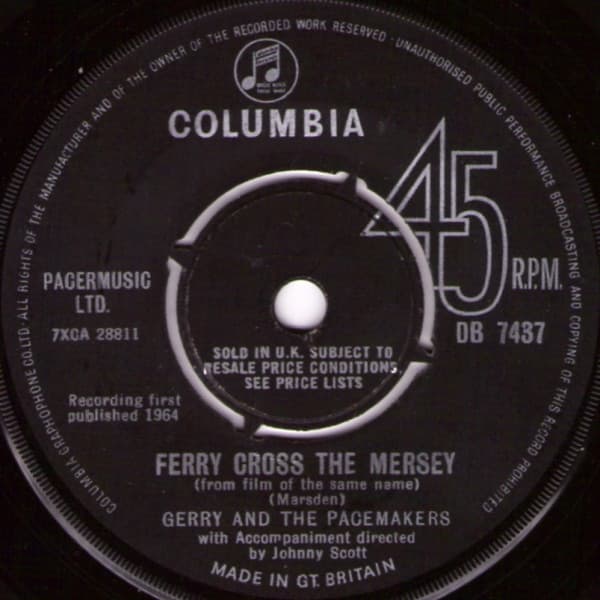 ALL RIGHTS OF THE MANUFACTURER AND OF THE OWNER OF THE RECORDED WORK RESERVED · UNAUTHORISED PUBLIC PERFORMANCE BROADCASTING AND COPYING OF THIS RECORD PROHIBITED
COLUMBIA GRAPHOPHONE CO. LTD.
COLUMBIA
45
R.P.M.
DB 7437
PACERMUSIC
LTD.
7XCA 28811
SOLD IN U.K. SUBJECT TO
RESALE PRICE CONDITIONS,
SEE PRICE LISTS
Recording first
published 1964
FERRY CROSS THE MERSEY
(from film of the same name)
(Marsden)
GERRY AND THE PACEMAKERS
with Accompaniment directed
by Johnny Scott
MADE IN GT. BRITAIN